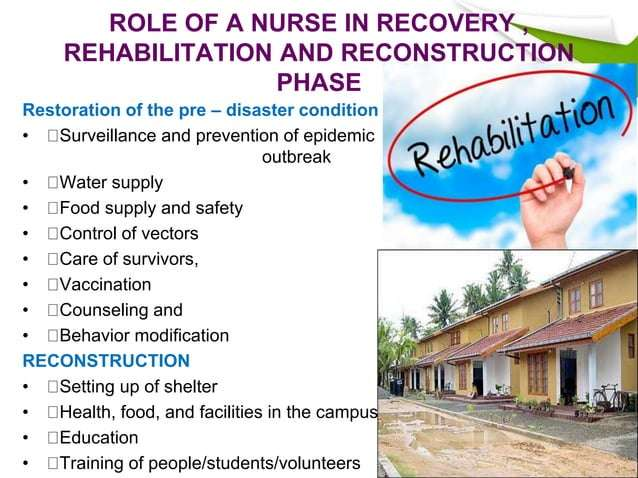 ROLE OF A NURSE IN RECOVERY ,
REHABILITATION AND RECONSTRUCTION
PHASE
Restoration of the pre – disaster condition
• □Surveillance and prevention of epidemic
outbreak
• □Water supply
• □Food supply and safety
• □Control of vectors
• □Care of survivors,
• □Vaccination
• □Counseling and
• □Behavior modification
RECONSTRUCTION
• □Setting up of shelter
• □Health, food, and facilities in the campus
• □Education
• □Training of people/students/volunteers
Rehabilitation